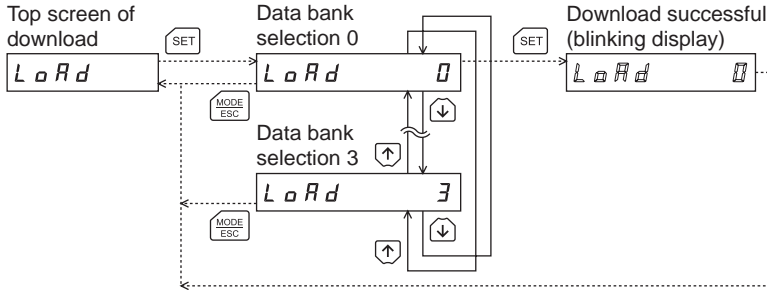 Top screen of
download
SET
LoAd
Data bank
selection 0
LoAd 0
SET
Download successful
(blinking display)
LoAd 0
MODE
ESC
Data bank
selection 3
LoAd 3
MODE
ESC